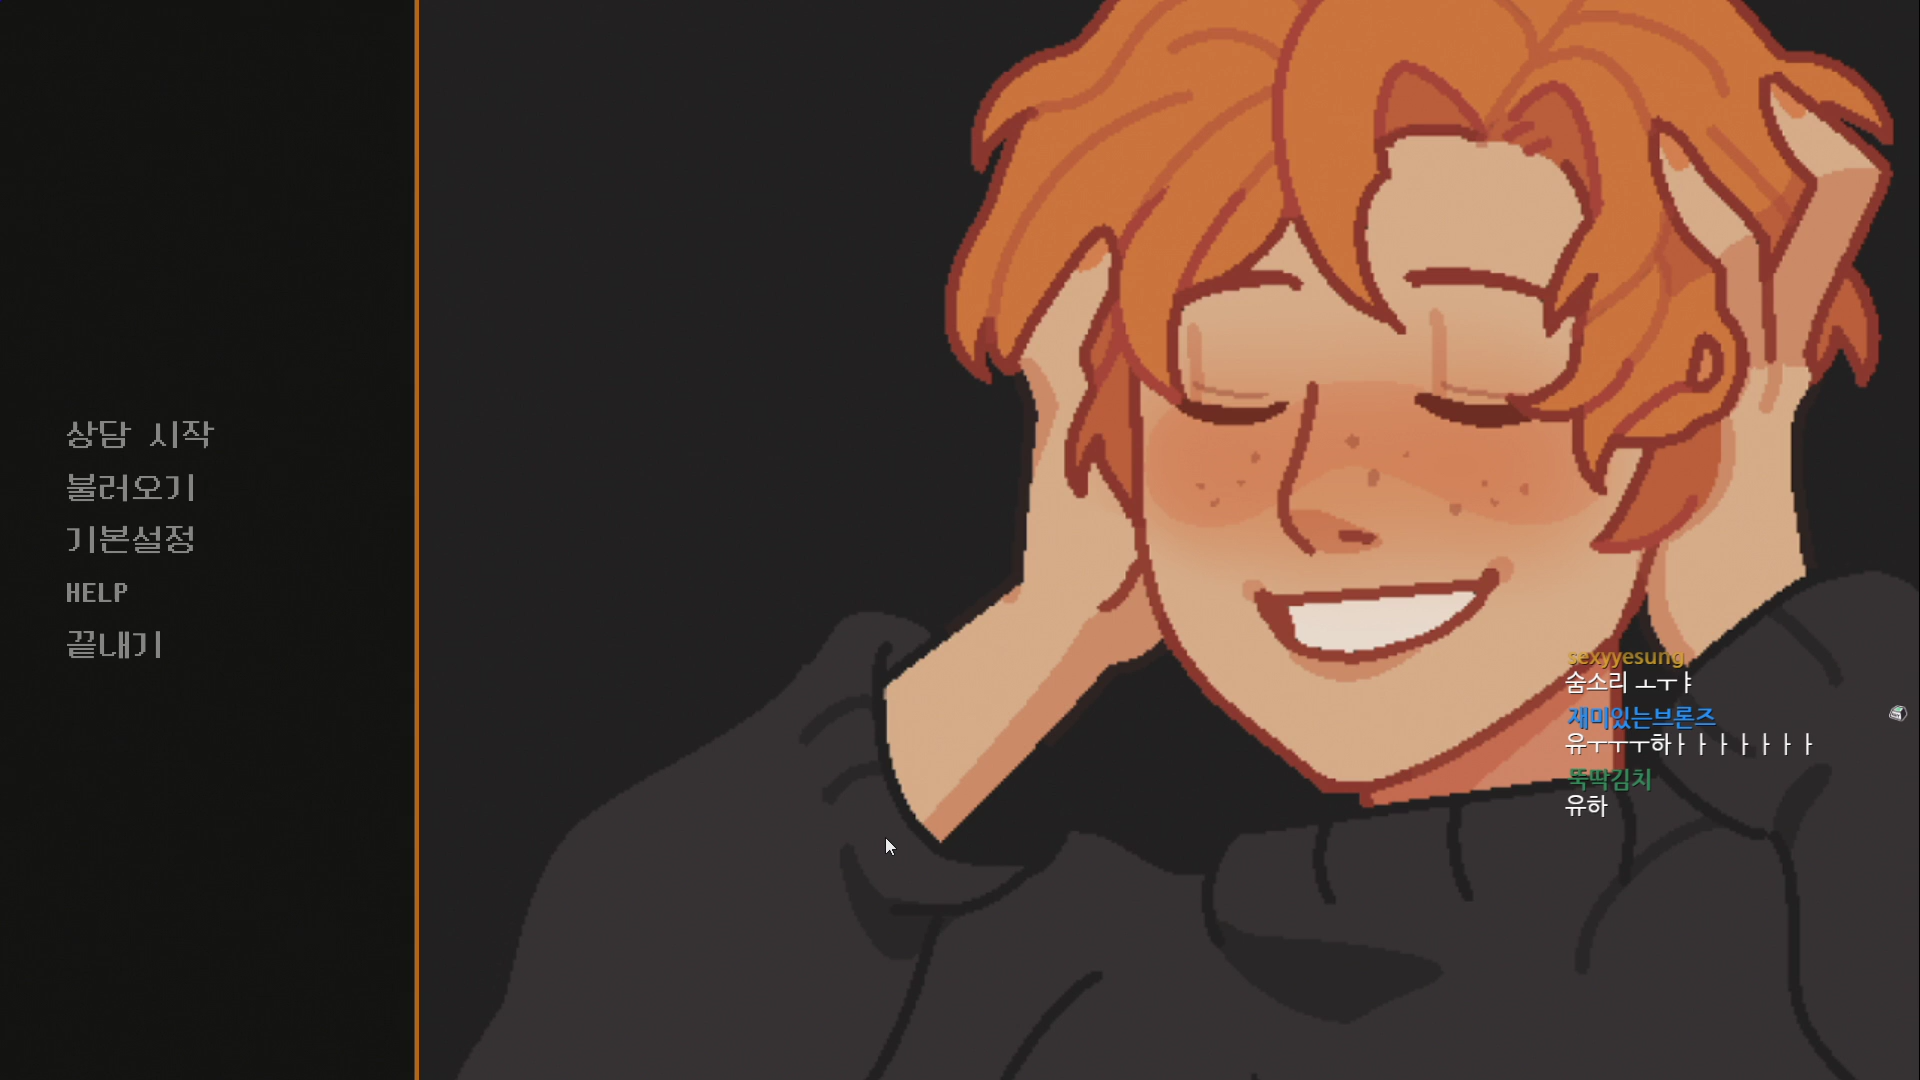 상담 시작
불러오기
기본설정
HELP
끝내기
sexyyesung
숨소리 ㅗㅜㅑ
재미있는브론즈
유ㅜㅜㅜ하ㅏㅏㅏㅏㅏㅏㅏ
뚝딱김치
유하